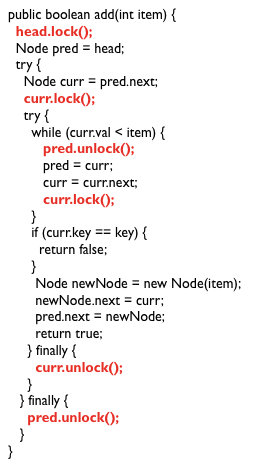 public boolean add(int item) {
head.lock();
Node pred = head;
try {
Node curr = pred.next;
curr.lock();
try {
while (curr.val < item) {
pred.unlock();
pred = curr;
curr = curr.next;
curr.lock();
}
if (curr.key == key) {
return false;
}
Node newNode = new Node(item);
newNode.next = curr;
pred.next = newNode;
return true;
} finally {
curr.unlock();
}
} finally {
pred.unlock();
}
}